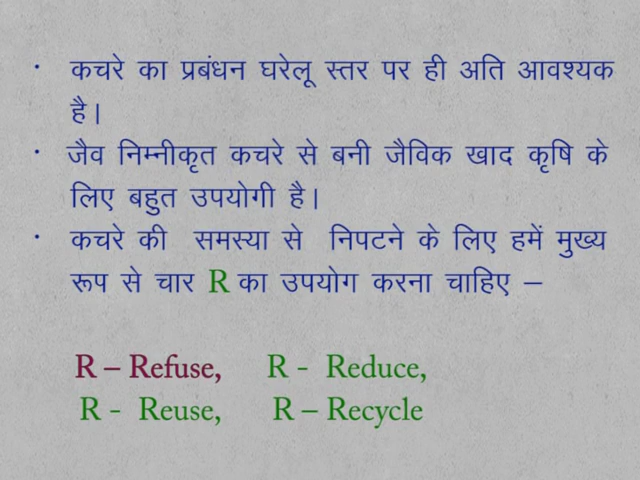 • कचरे का प्रबंधन घरेलू स्तर पर ही अति आवश्यक
है।
• जैव निम्नीकृत कचरे से बनी जैविक खाद कृषि के
लिए बहुत उपयोगी है।
• कचरे की समस्या से निपटने के लिए हमें मुख्य
रूप से चार R का उपयोग करना चाहिए –
R – Refuse, R - Reduce,
R - Reuse, R – Recycle